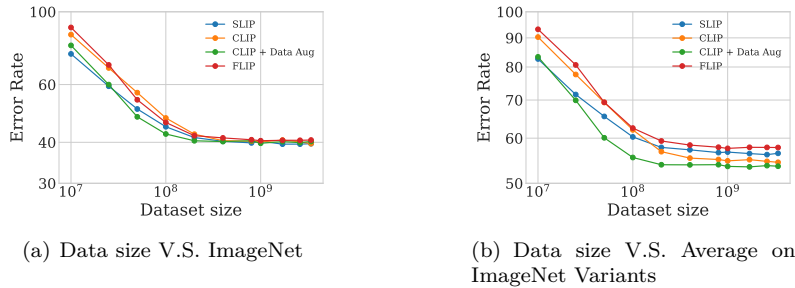 100
60
40
30
Error Rate
10⁷
10⁸
10⁹
Dataset size
SLIP
CLIP
CLIP + Data Aug
FLIP
(a) Data size V.S. ImageNet
100
90
80
70
60
50
Error Rate
10⁷
10⁸
10⁹
Dataset size
SLIP
CLIP
CLIP + Data Aug
FLIP
(b) Data size V.S. Average on
ImageNet Variants